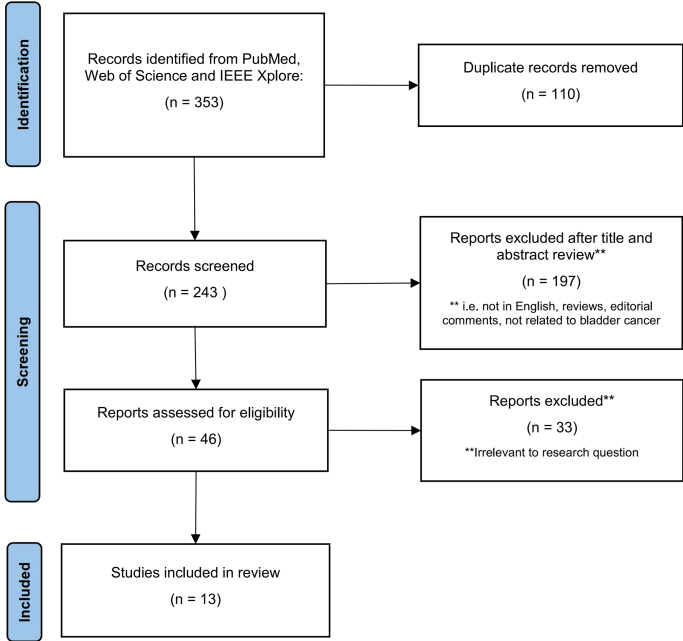 Identification
Records identified from PubMed,
Web of Science and IEEE Xplore:
(n = 353)
Duplicate records removed
(n = 110)
Screening
Records screened
(n = 243 )
Reports excluded after title and
abstract review**
(n = 197)
** i.e. not in English, reviews, editorial
comments, not related to bladder cancer
Reports assessed for eligibility
(n = 46)
Reports excluded**
(n = 33)
**Irrelevant to research question
Included
Studies included in review
(n = 13)